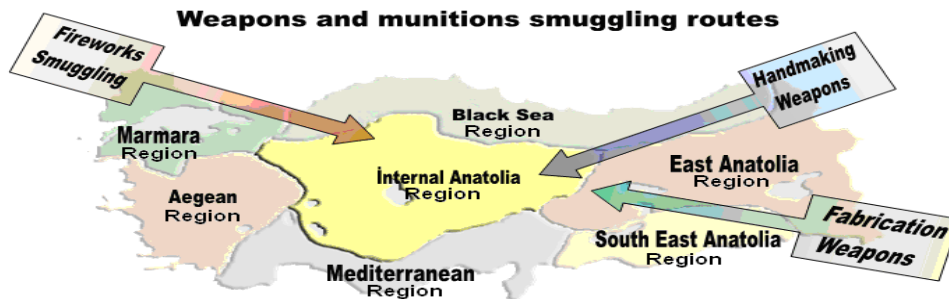 Weapons and munitions smuggling routes
Fireworks
Smuggling
Handmaking
Weapons
Black Sea
Region
Marmara
Region
İnternal Anatolia
Region
East Anatolia
Region
Aegean
Region
Fabrication
Weapons
South East Anatolia
Region
Mediterranean
Region